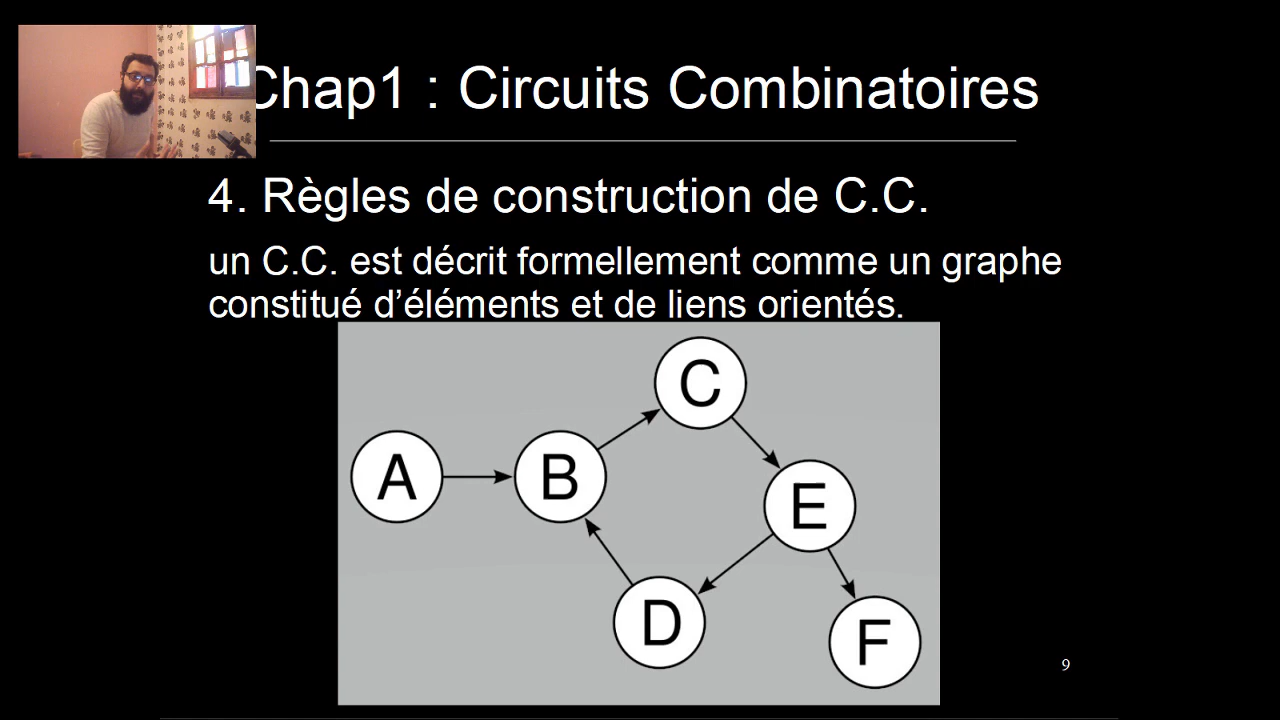 Chap1 : Circuits Combinatoires
4. Règles de construction de C.C.
un C.C. est décrit formellement comme un graphe
constitué d’éléments et de liens orientés.
C
A
B
E
D
F
9